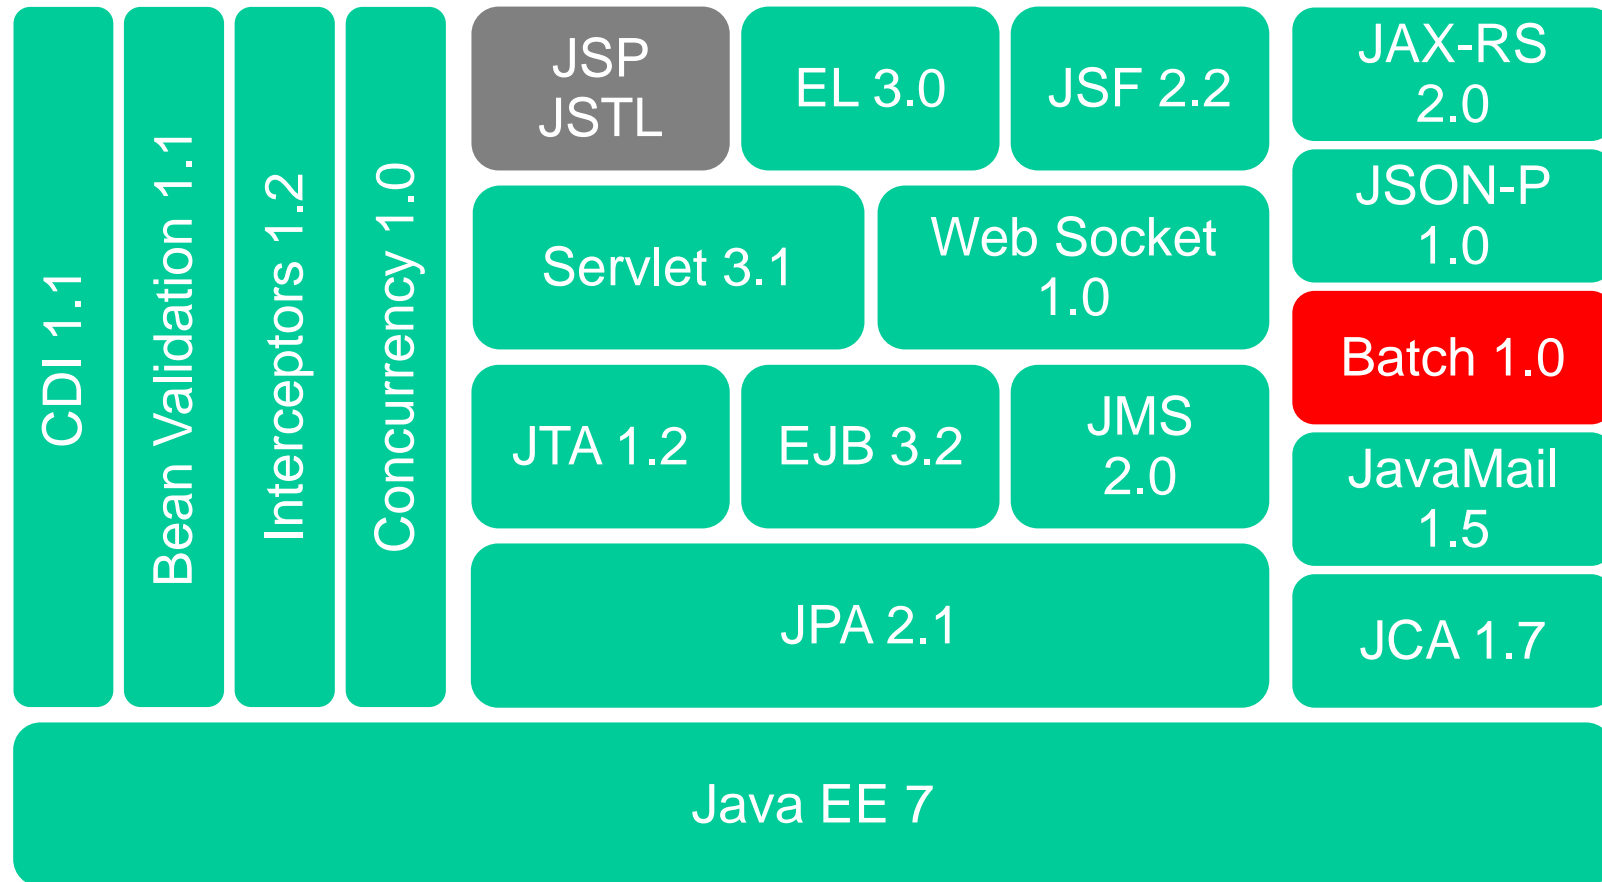 CDI 1.1
Bean Validation 1.1
Interceptors 1.2
Concurrency 1.0
JSP
JSTL
EL 3.0
JSF 2.2
Servlet 3.1
Web Socket
1.0
JTA 1.2
EJB 3.2
JMS
2.0
JPA 2.1
JAX-RS
2.0
JSON-P
1.0
Batch 1.0
JavaMail
1.5
JCA 1.7
Java EE 7